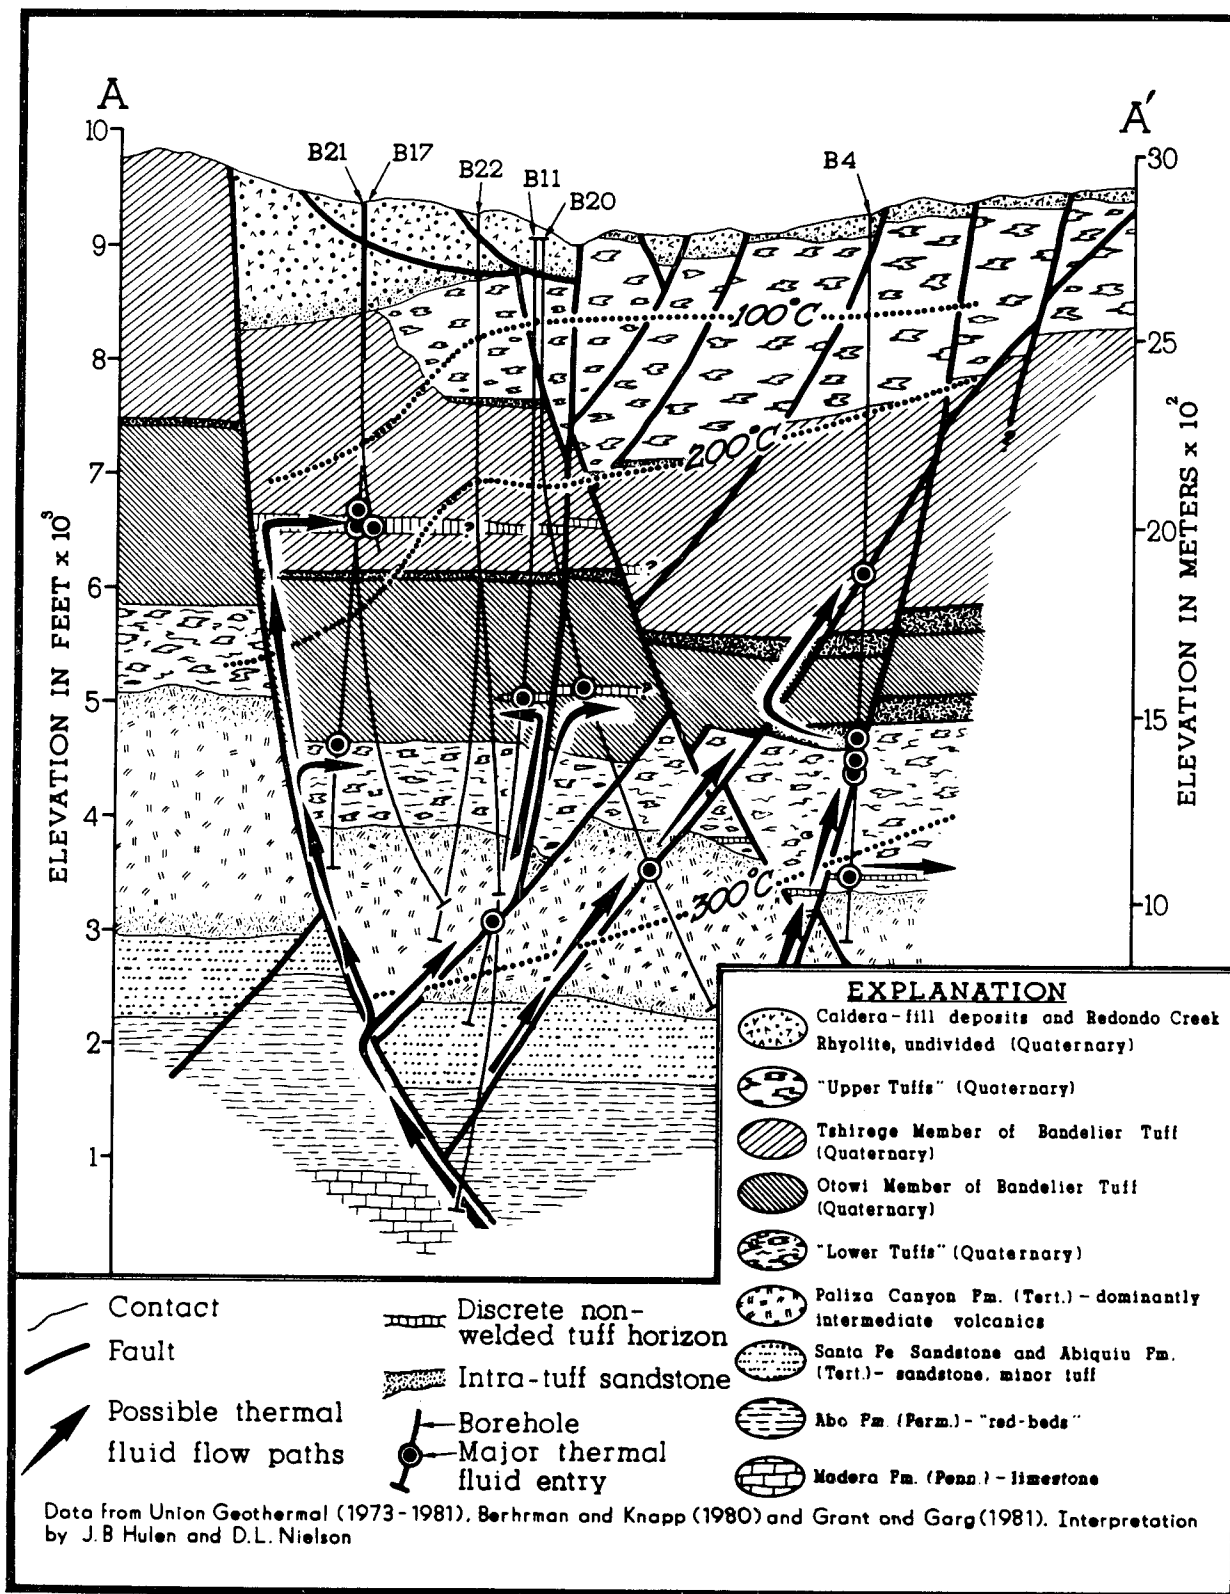 A
A′
10
9
8
7
6
5
4
3
2
1
ELEVATION IN FEET x 10³
B21
B17
B22
B11
B20
B4
30
25
20
15
10
ELEVATION IN METERS x 10²
100°C
200°C
300°C
?
?
?
EXPLANATION
Caldera-fill deposits and Redondo Creek
Rhyolite, undivided (Quaternary)
"Upper Tuffs" (Quaternary)
Tshirege Member of Bandelier Tuff
(Quaternary)
Otowi Member of Bandelier Tuff
(Quaternary)
"Lower Tuffs" (Quaternary)
Paliza Canyon Fm. (Tert.) - dominantly
intermediate volcanics
Santa Fe Sandstone and Abiquiu Fm.
(Tert.) - sandstone, minor tuff
Abo Fm. (Perm.) - "red-beds"
Madera Fm. (Penn.) - limestone
Contact
Fault
Possible thermal
fluid flow paths
Discrete non-
welded tuff horizon
Intra-tuff sandstone
Borehole
Major thermal
fluid entry
Data from Union Geothermal (1973-1981), Berhrman and Knapp (1980) and Grant and Garg (1981). Interpretation
by J.B Hulen and D.L. Nielson